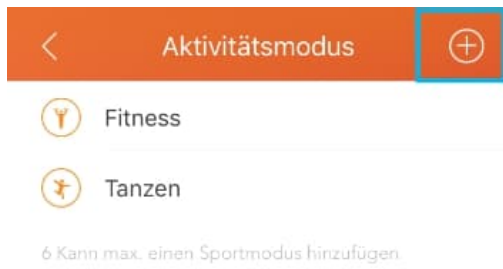 Aktivitätsmodus
Fitness
Tanzen
6 Kann max. einen Sportmodus hinzufügen